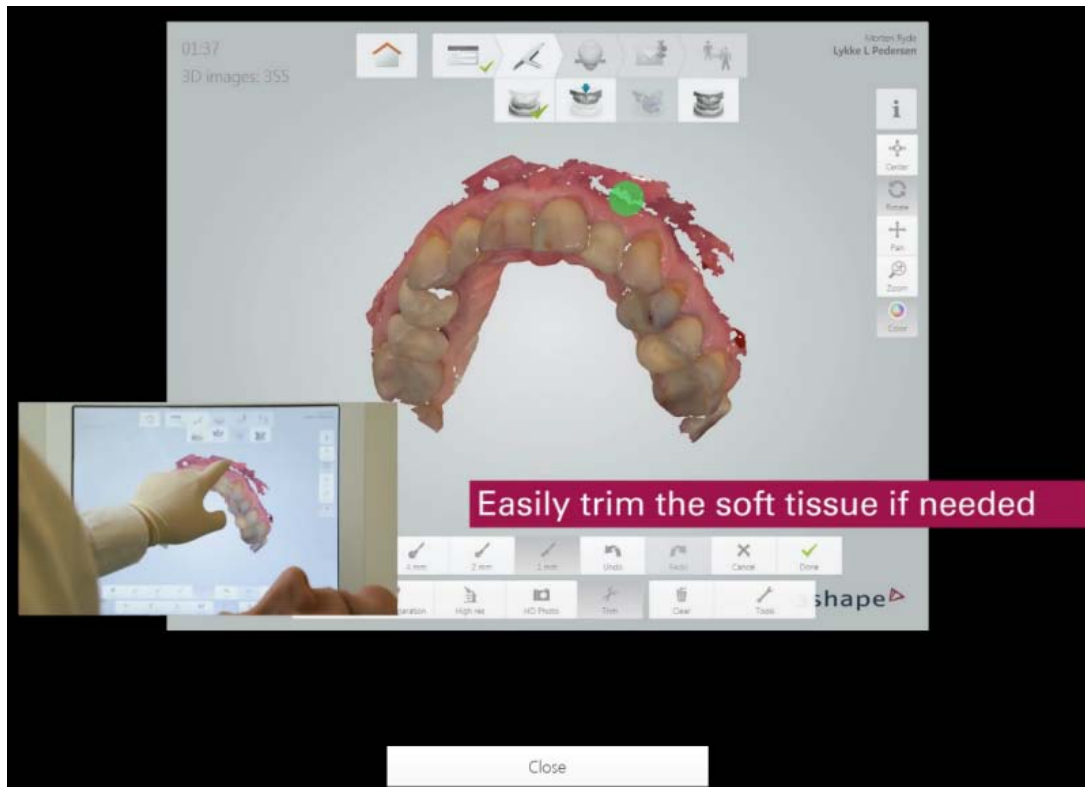 01:37
3D images: 355
Morten Ryde
Lykke L Pedersen
Center
Rotate
Pan
Zoom
Color
Easily trim the soft tissue if needed
4 mm
2 mm
1 mm
Undo
Redo
Cancel
Done
High res
HD Photo
Trim
Clear
Tools
shape
Close